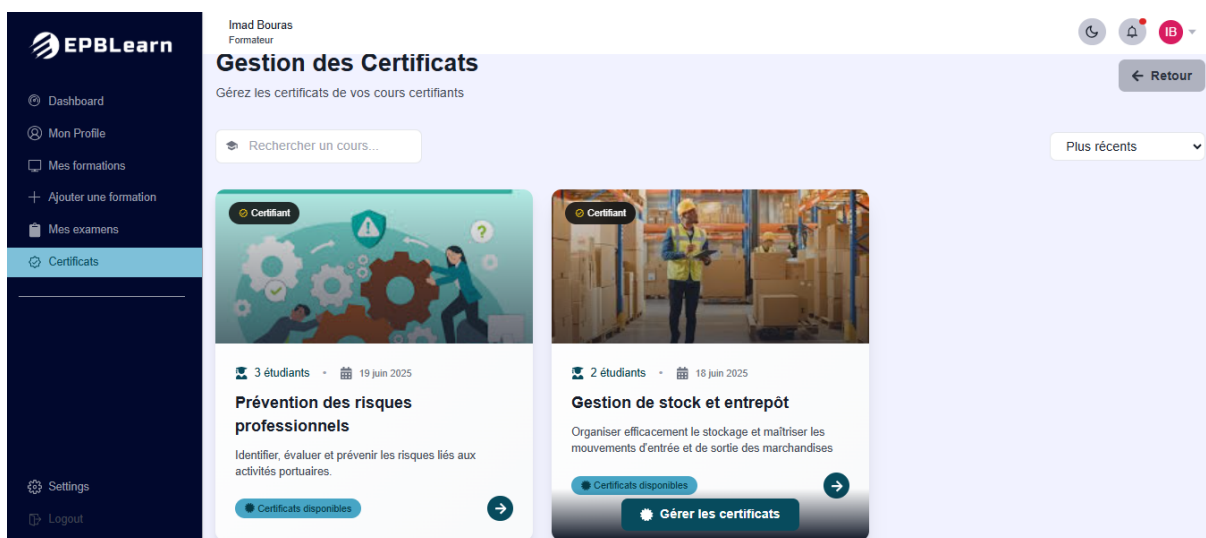 EPBLearn
Dashboard
Mon Profile
Mes formations
Ajouter une formation
Mes examens
Certificats
Settings
Logout
Imad Bouras
Formateur
IB
Gestion des Certificats
Gérez les certificats de vos cours certifiants
Retour
Rechercher un cours...
Plus récents
Certifiant
?
3 étudiants • 19 juin 2025
Prévention des risques
professionnels
Identifier, évaluer et prévenir les risques liés aux
activités portuaires.
Certificats disponibles
Certifiant
2 étudiants • 18 juin 2025
Gestion de stock et entrepôt
Organiser efficacement le stockage et maîtriser les
mouvements d'entrée et de sortie des marchandises
Certificats disponibles
Gérer les certificats